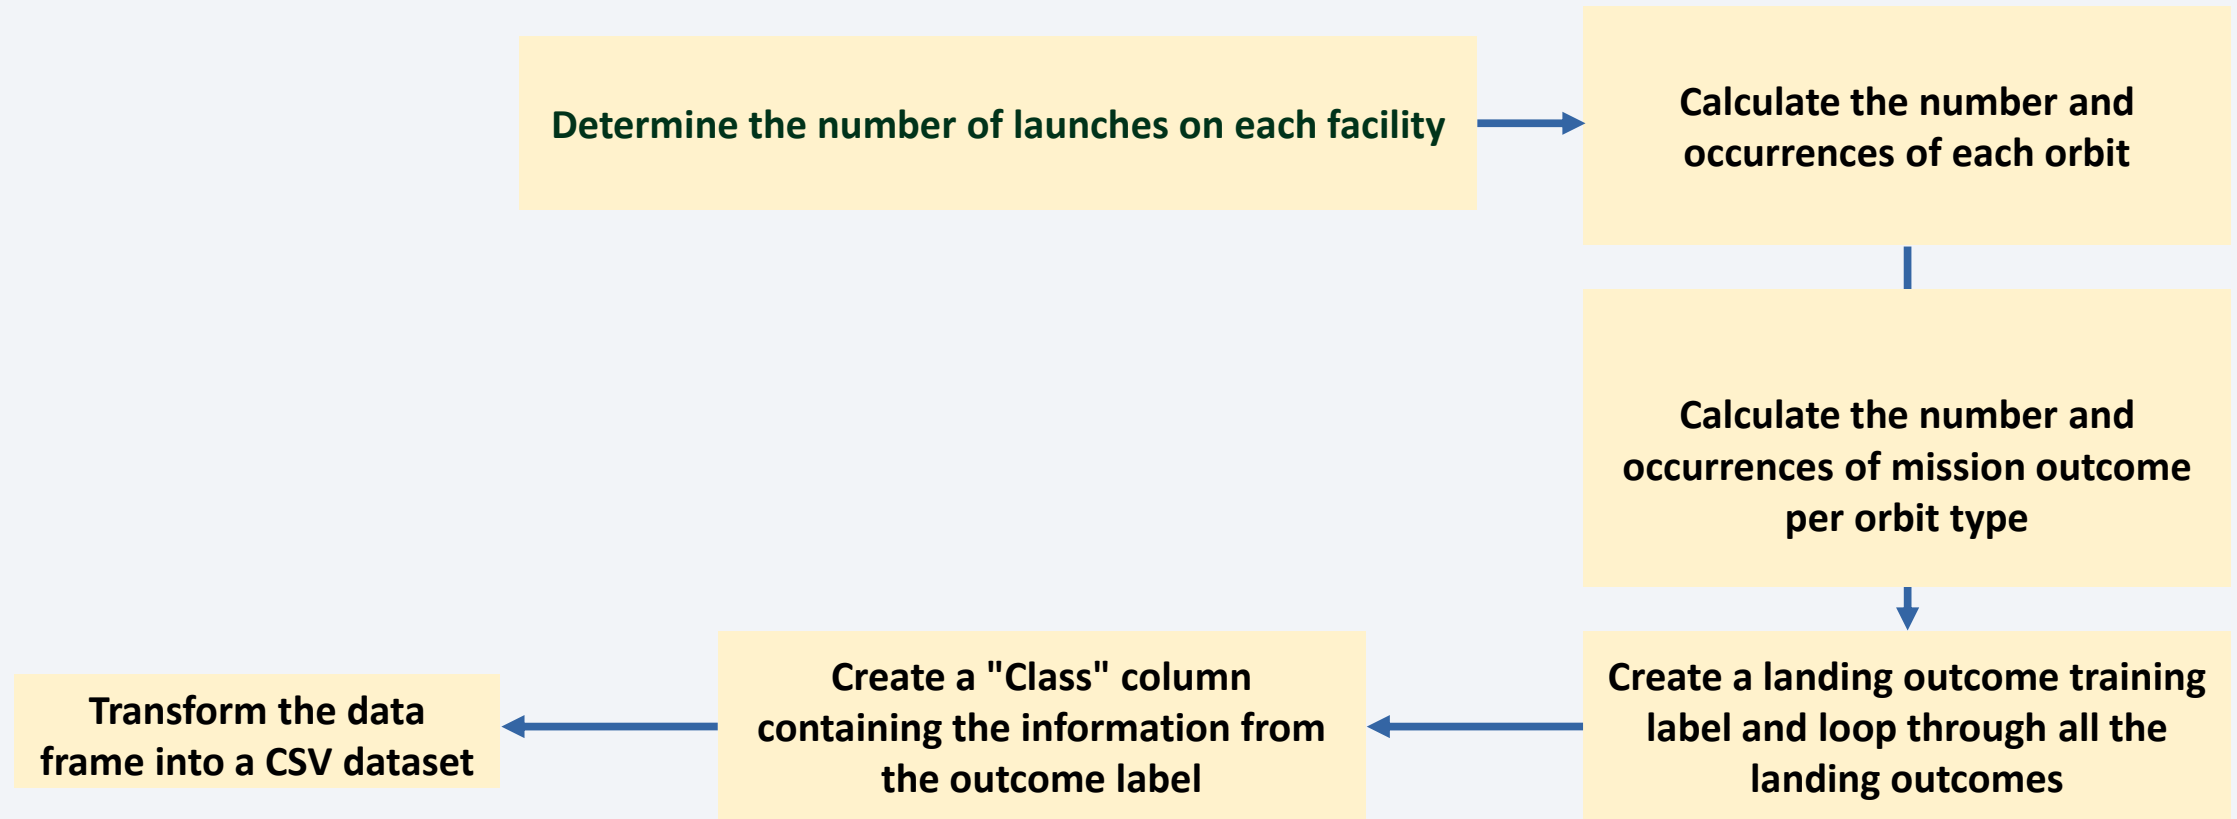 Determine the number of launches on each facility
Calculate the number and
occurrences of each orbit
Calculate the number and
occurrences of mission outcome
per orbit type
Create a landing outcome training
label and loop through all the
landing outcomes
Create a "Class" column
containing the information from
the outcome label
Transform the data
frame into a CSV dataset